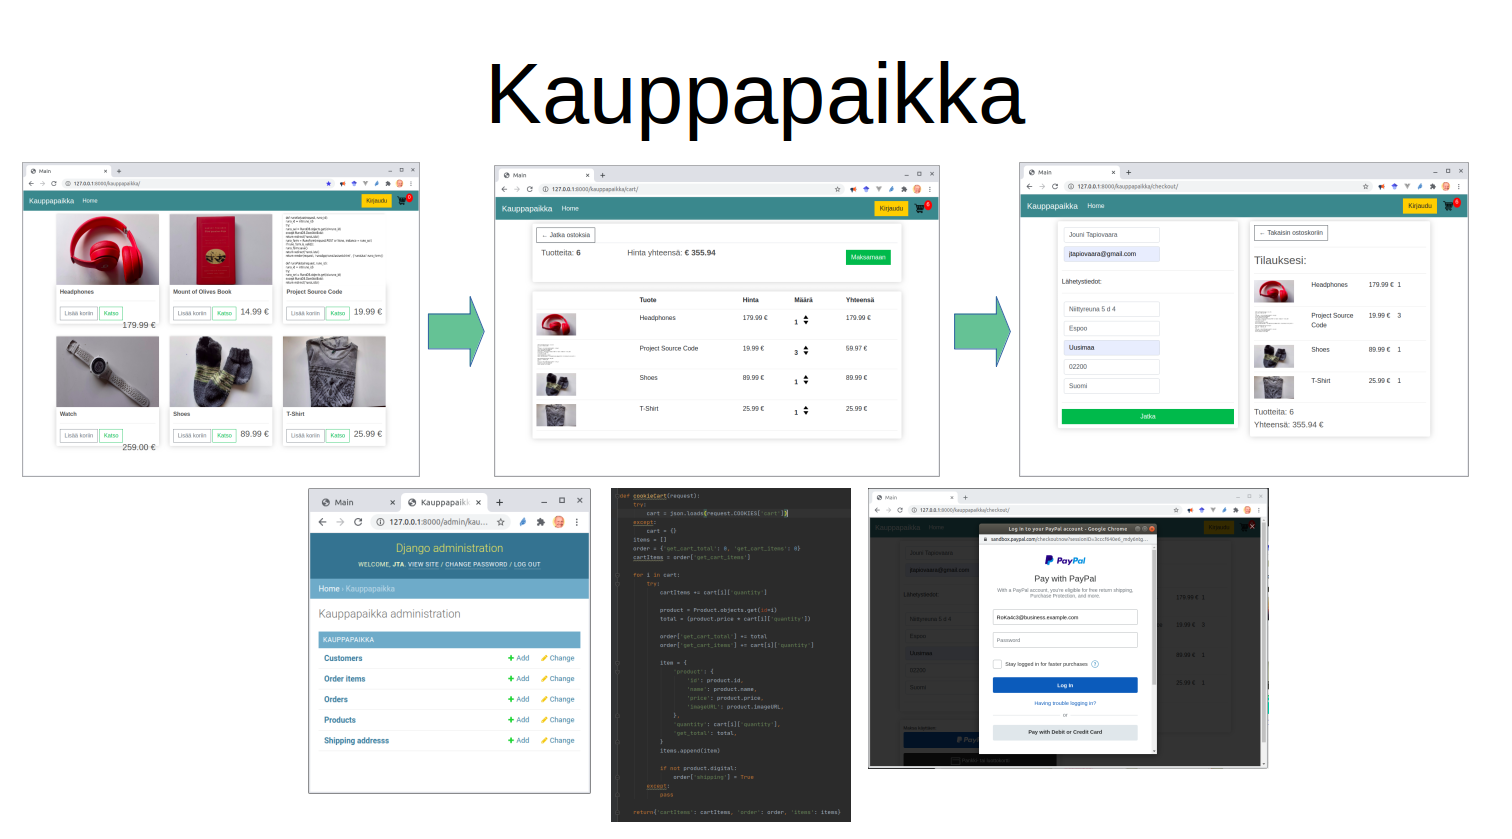 Kauppapaikka
Main
127.0.0.1:8000/kauppapaikka/
Kauppapaikka Home Kirjaudu 0
Headphones
Lisää koriin Katso 179.99 €
Mount of Olives Book
Lisää koriin Katso 14.99 €
Project Source Code
Lisää koriin Katso 19.99 €
Watch
Lisää koriin Katso 259.00 €
Shoes
Lisää koriin Katso 89.99 €
T-Shirt
Lisää koriin Katso 25.99 €
Main
127.0.0.1:8000/kauppapaikka/cart/
Kauppapaikka Home Kirjaudu 6
← Jatka ostoksia
Tuotteita: 6 Hinta yhteensä: € 355.94 Maksamaan
Tuote Hinta Määrä Yhteensä
Headphones 179.99 € 1 179.99 €
Project Source Code 19.99 € 3 59.97 €
Shoes 89.99 € 1 89.99 €
T-Shirt 25.99 € 1 25.99 €
Main
127.0.0.1:8000/kauppapaikka/checkout/
Kauppapaikka Home Kirjaudu 6
Jouni Tapiovaara
jtapiovaara@gmail.com
Lähetystiedot:
Niittyreuna 5 d 4
Espoo
Uusimaa
02200
Suomi
Jatka
← Takaisin ostoskoriin
Tilauksesi:
Headphones 179.99 € 1
Project Source Code 19.99 € 3
Shoes 89.99 € 1
T-Shirt 25.99 € 1
Tuotteita: 6
Yhteensä: 355.94 €
Main Kauppapaikk
127.0.0.1:8000/admin/kau...
Django administration
WELCOME, JTA. VIEW SITE / CHANGE PASSWORD / LOG OUT
Home › Kauppapaikka
Kauppapaikka administration
KAUPPAPAIKKA
Customers + Add Change
Order items + Add Change
Orders + Add Change
Products + Add Change
Shipping addresss + Add Change
def cookieCart(request):
try:
cart = json.loads(request.COOKIES['cart'])
except:
cart = {}
items = []
order = {'get_cart_total': 0, 'get_cart_items': 0}
cartItems = order['get_cart_items']
for i in cart:
try:
cartItems += cart[i]['quantity']
product = Product.objects.get(id=i)
total = (product.price * cart[i]['quantity'])
order['get_cart_total'] += total
order['get_cart_items'] += cart[i]['quantity']
item = {
'product': {
'id': product.id,
'name': product.name,
'price': product.price,
'imageURL': product.imageURL,
},
'quantity': cart[i]['quantity'],
'get_total': total,
}
items.append(item)
if not product.digital:
order['shipping'] = True
except:
pass
return{'cartItems': cartItems, 'order': order, 'items': items}
Main
127.0.0.1:8000/kauppapaikka/checkout/
Log in to your PayPal account - Google Chrome
PayPal
Pay with PayPal
With a PayPal account, you're eligible for free return shipping,
Purchase Protection, and more.
RoKa4c3@business.example.com
Password
Stay logged in for faster purchases ?
Log In
Having trouble logging in?
or
Pay with Debit or Credit Card